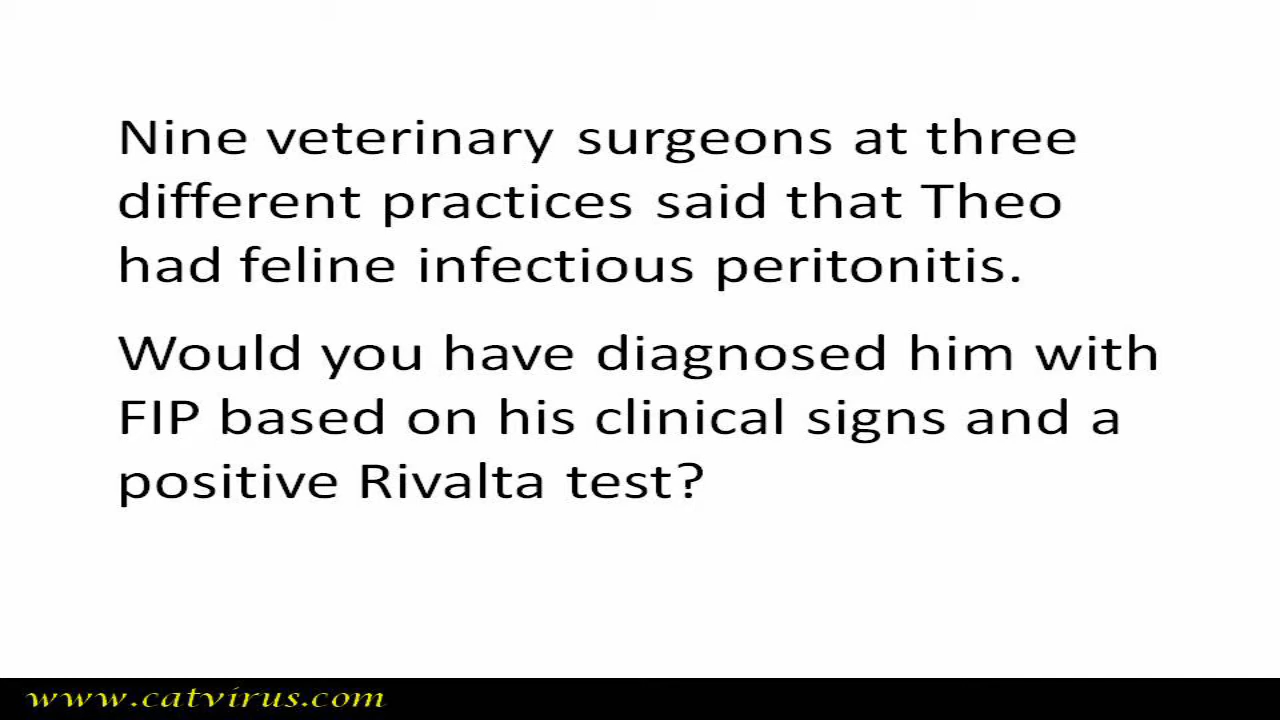 Nine veterinary surgeons at three
different practices said that Theo
had feline infectious peritonitis.
Would you have diagnosed him with
FIP based on his clinical signs and a
positive Rivalta test?
www.catvirus.com